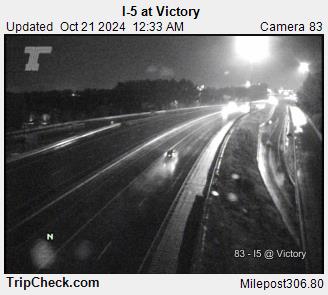 I-5 at Victory
Updated Oct 21 2024 12:33 AM Camera 83
T
N
83 - I5 @ Victory
TripCheck.com Milepost306.80